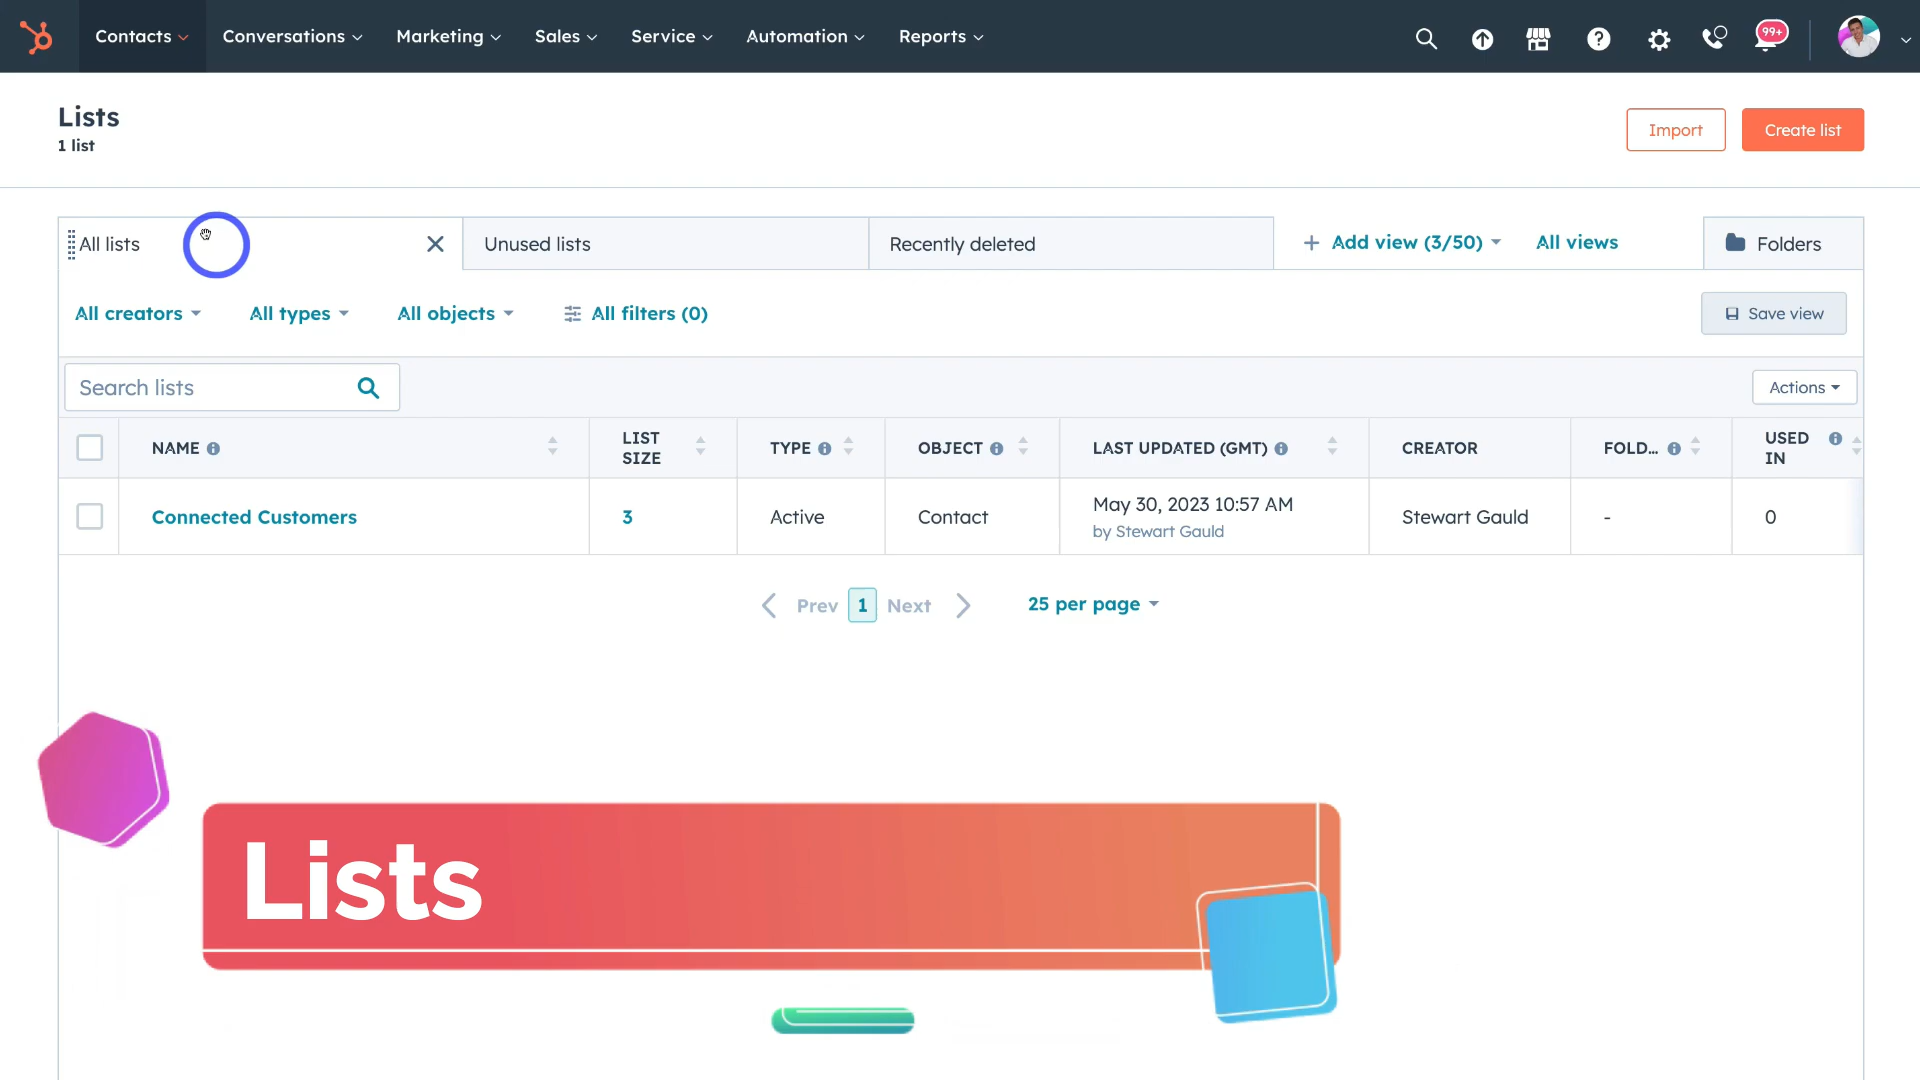 Contacts Conversations Marketing Sales Service Automation Reports 99+
Lists
1 list
Import Create list
All lists Unused lists Recently deleted + Add view (3/50) All views Folders
All creators All types All objects All filters (0) Save view
Search lists Actions
NAME LIST SIZE TYPE OBJECT LAST UPDATED (GMT) CREATOR FOLD... USED IN
Connected Customers 3 Active Contact May 30, 2023 10:57 AM Stewart Gauld - 0
by Stewart Gauld
Prev 1 Next 25 per page
Lists